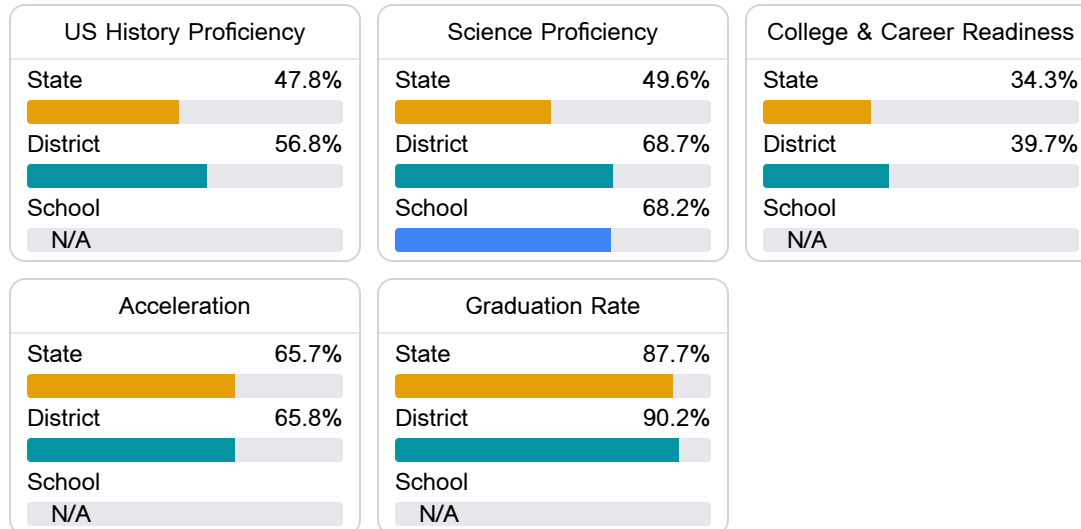 US History Proficiency
State 47.8%
District 56.8%
School
N/A
Science Proficiency
State 49.6%
District 68.7%
School 68.2%
College & Career Readiness
State 34.3%
District 39.7%
School
N/A
Acceleration
State 65.7%
District 65.8%
School
N/A
Graduation Rate
State 87.7%
District 90.2%
School
N/A